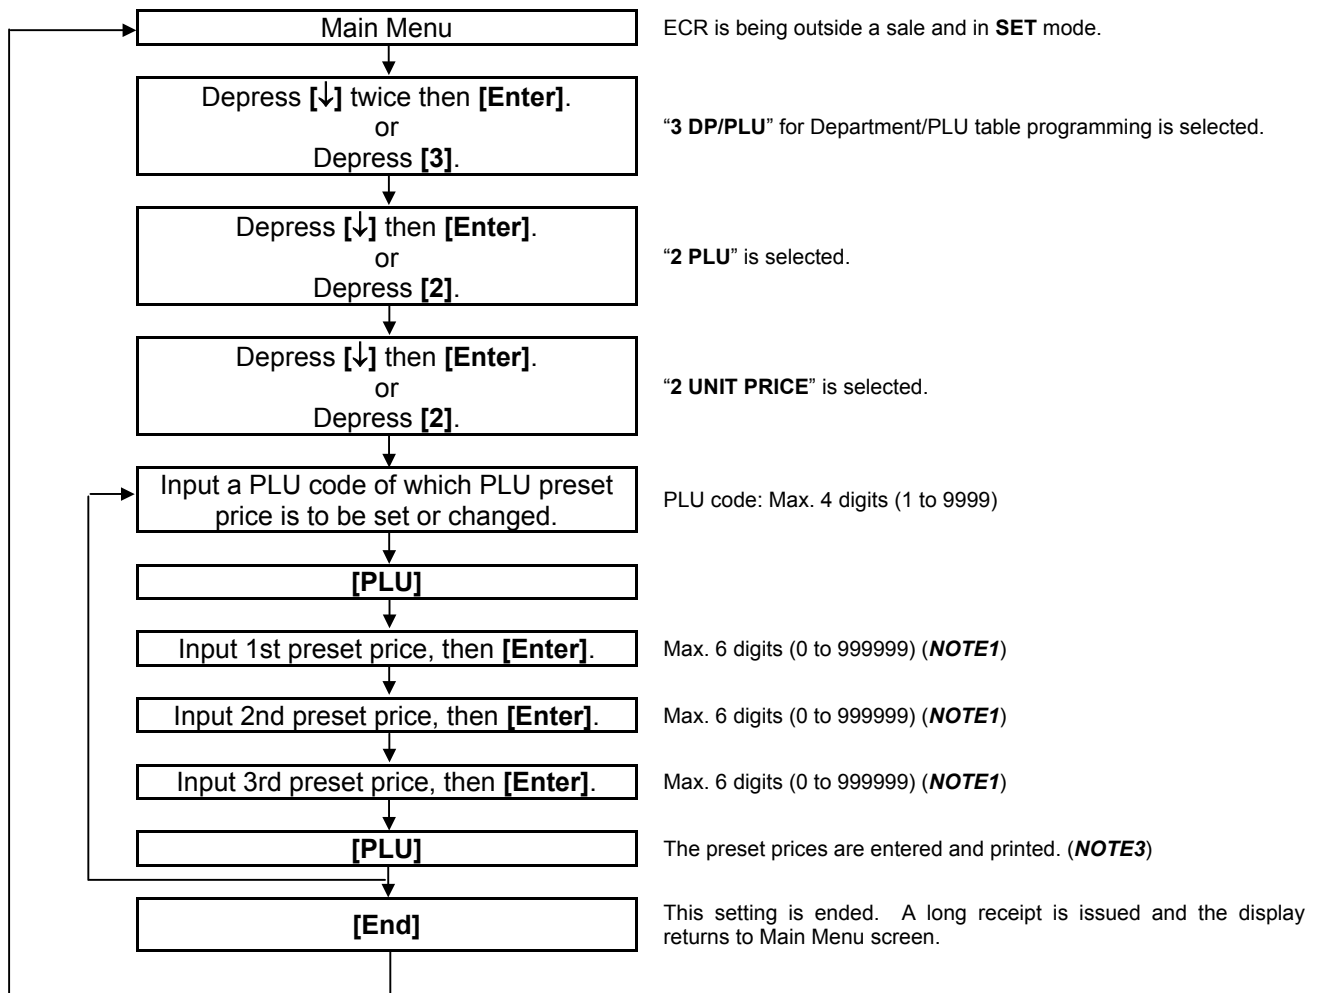 Main Menu
ECR is being outside a sale and in SET mode.
Depress [↓] twice then [Enter].
or
Depress [3].
“3 DP/PLU” for Department/PLU table programming is selected.
Depress [↓] then [Enter].
or
Depress [2].
“2 PLU” is selected.
Depress [↓] then [Enter].
or
Depress [2].
“2 UNIT PRICE” is selected.
Input a PLU code of which PLU preset
price is to be set or changed.
PLU code: Max. 4 digits (1 to 9999)
[PLU]
Input 1st preset price, then [Enter].
Max. 6 digits (0 to 999999) (NOTE1)
Input 2nd preset price, then [Enter].
Max. 6 digits (0 to 999999) (NOTE1)
Input 3rd preset price, then [Enter].
Max. 6 digits (0 to 999999) (NOTE1)
[PLU]
The preset prices are entered and printed. (NOTE3)
[End]
This setting is ended. A long receipt is issued and the display
returns to Main Menu screen.